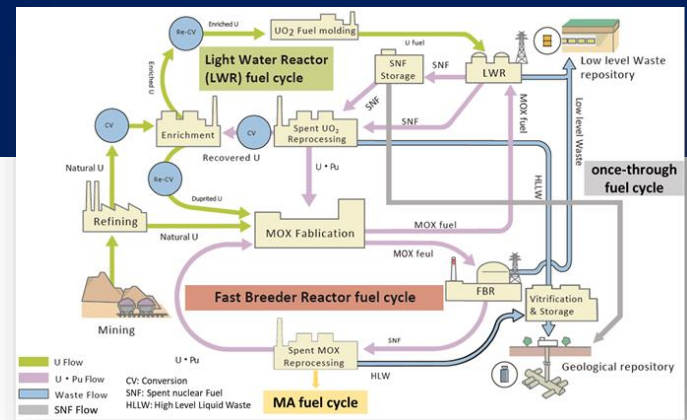 Re-CV
Enriched U
UO2 Fuel molding
U fuel
Light Water Reactor
(LWR) fuel cycle
SNF
Storage
SNF
LWR
Low level Waste
repository
Enriched U
SNF
SNF
MOX fuel
Low level Waste
CV
Enrichment
CV
Spent UO₂
Reprocessing
Recovered U
Natural U
Re-CV
U・Pu
HLLW
once-through
fuel cycle
Duprited U
Refining
Natural U
MOX Fablication
MOX fuel
MOX feul
Mining
Fast Breeder Reactor fuel cycle
FBR
Vitrification
& Storage
SNF
U・Pu
Spent MOX
Reprocessing
HLW
Geological repository
MA fuel cycle
U Flow
U・Pu Flow
Waste Flow
SNF Flow
CV: Conversion
SNF: Spent nuclear Fuel
HLLW: High Level Liquid Waste